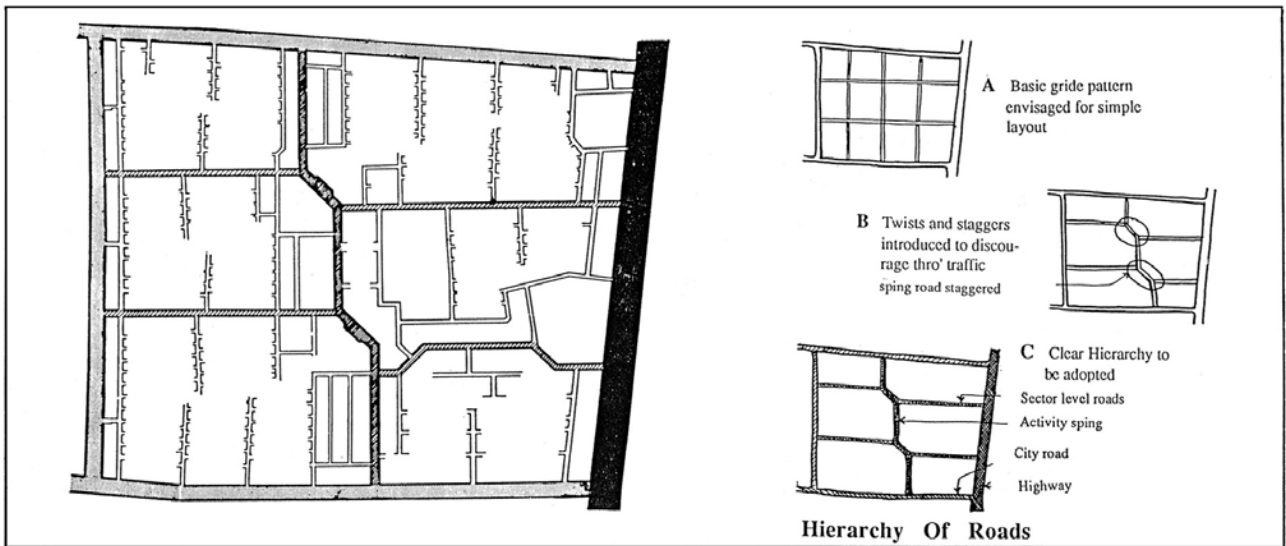 A Basic gride pattern
envisaged for simple
layout
B Twists and staggers
introduced to discou-
rage thro' traffic
sping road staggered
C Clear Hierarchy to
be adopted
Sector level roads
Activity sping
City road
Highway
Hierarchy Of Roads